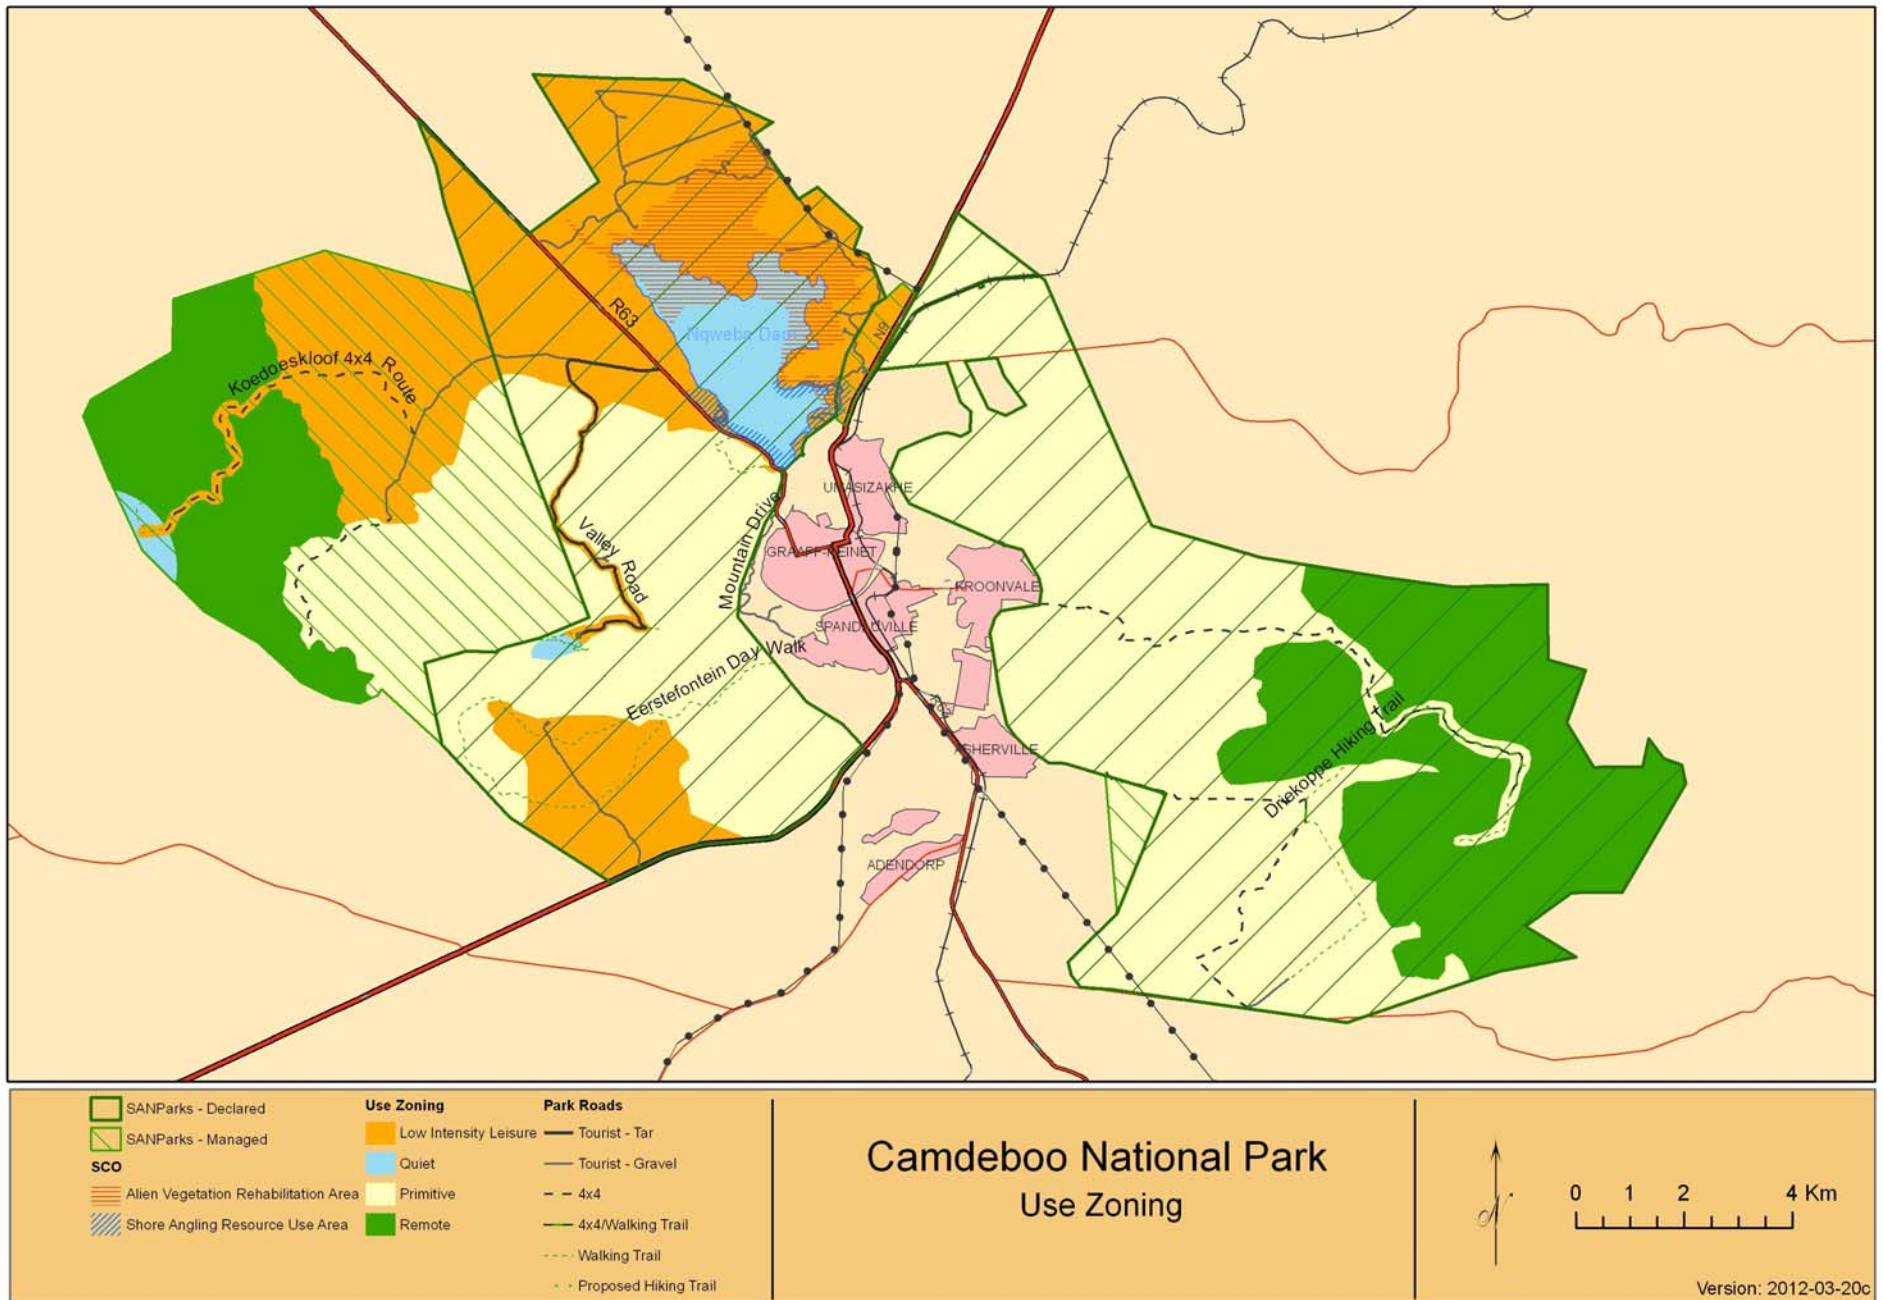 R63
Nqweba Dam
N9
Koedoeskloof 4x4 Route
Valley Road
Mountain Drive
UMASIZAKHE
GRAAFF-REINET
KROONVALE
SPANDAUVILLE
Eerstefontein Day Walk
ASHERVILLE
Driekoppe Hiking Trail
ADENDORP
SANParks - Declared
SANParks - Managed
SCO
Alien Vegetation Rehabilitation Area
Shore Angling Resource Use Area
Use Zoning
Low Intensity Leisure
Quiet
Primitive
Remote
Park Roads
Tourist - Tar
Tourist - Gravel
4x4
4x4/Walking Trail
Walking Trail
Proposed Hiking Trail
Camdeboo National Park
Use Zoning
0 1 2 4 Km
Version: 2012-03-20c